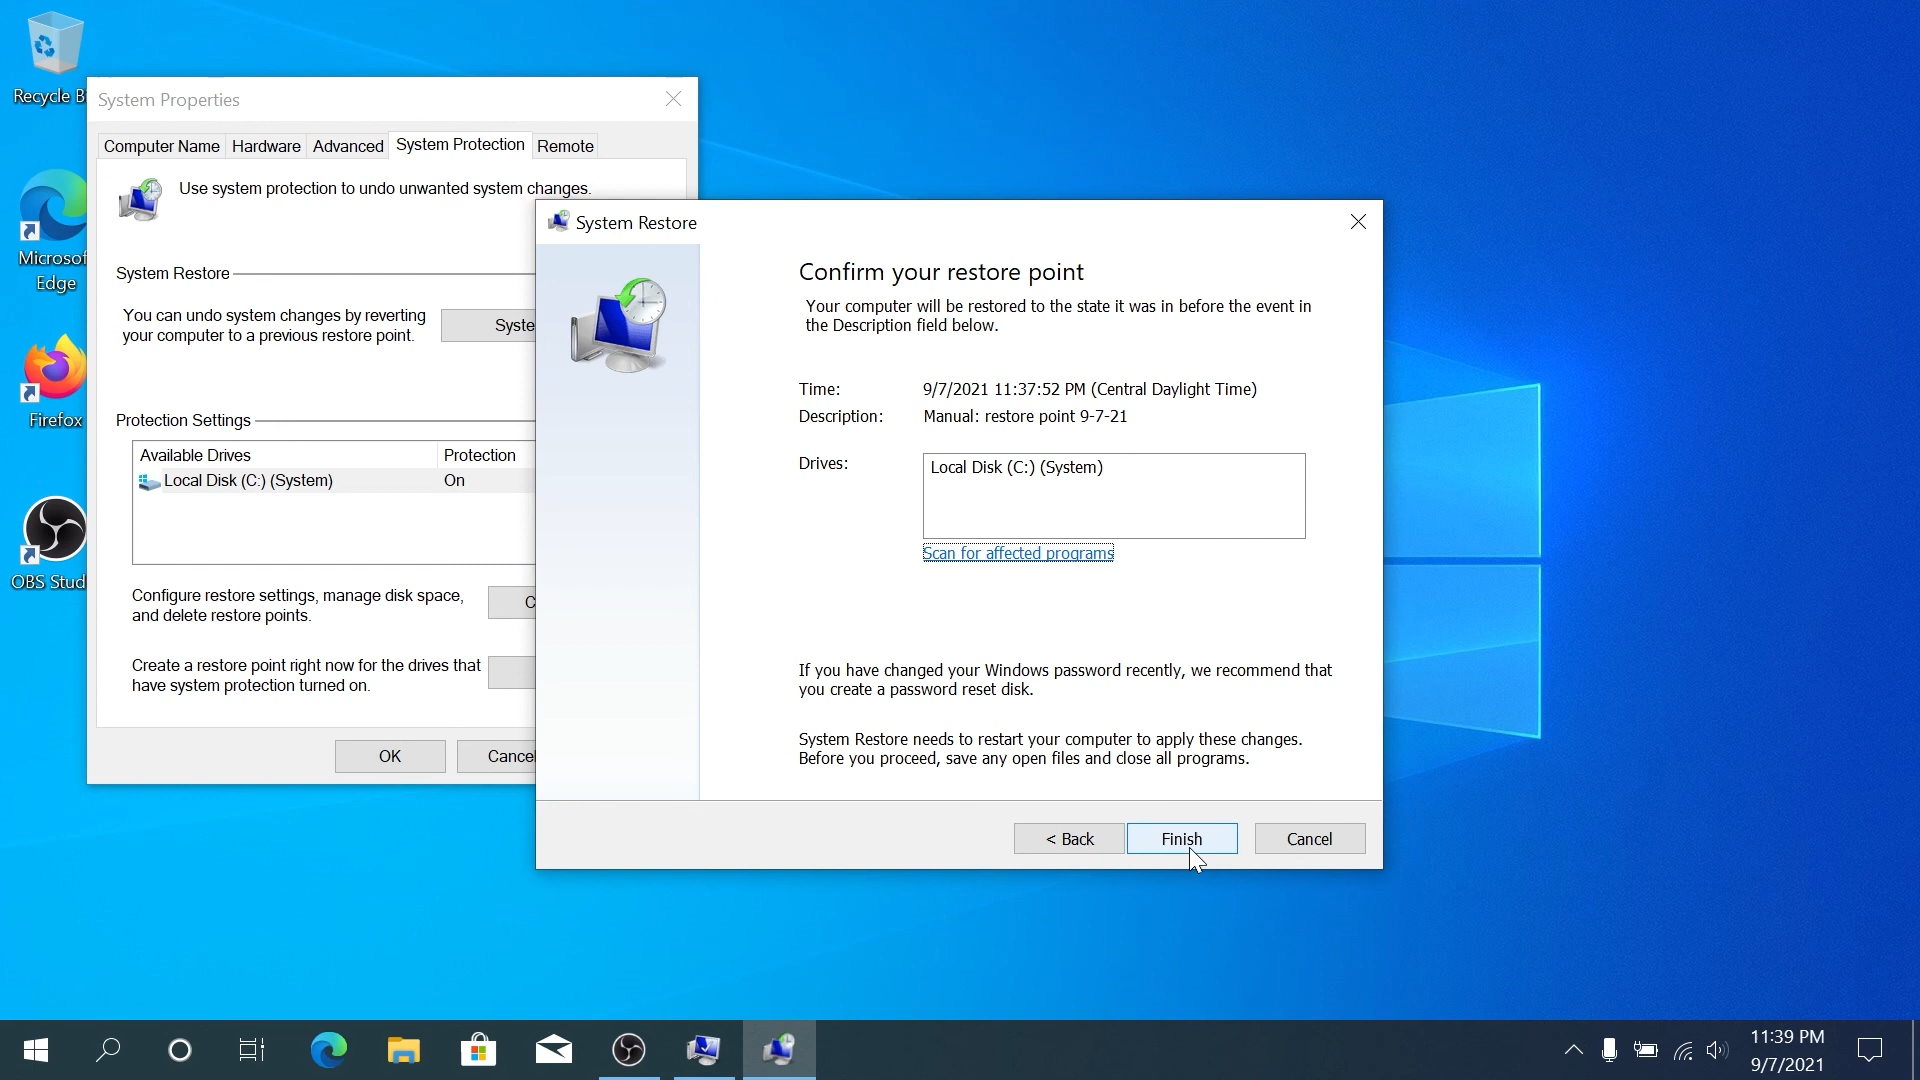 Recycle B
Microsof
Edge
Firefox
OBS Stud
System Properties
Computer Name
Hardware
Advanced
System Protection
Remote
Use system protection to undo unwanted system changes.
System Restore
You can undo system changes by reverting
your computer to a previous restore point.
Syste
Protection Settings
Available Drives
Protection
Local Disk (C:) (System)
On
Configure restore settings, manage disk space,
and delete restore points.
C
Create a restore point right now for the drives that
have system protection turned on.
OK
Cancel
System Restore
Confirm your restore point
Your computer will be restored to the state it was in before the event in
the Description field below.
Time:
9/7/2021 11:37:52 PM (Central Daylight Time)
Description:
Manual: restore point 9-7-21
Drives:
Local Disk (C:) (System)
Scan for affected programs
If you have changed your Windows password recently, we recommend that
you create a password reset disk.
System Restore needs to restart your computer to apply these changes.
Before you proceed, save any open files and close all programs.
< Back
Finish
Cancel
11:39 PM
9/7/2021